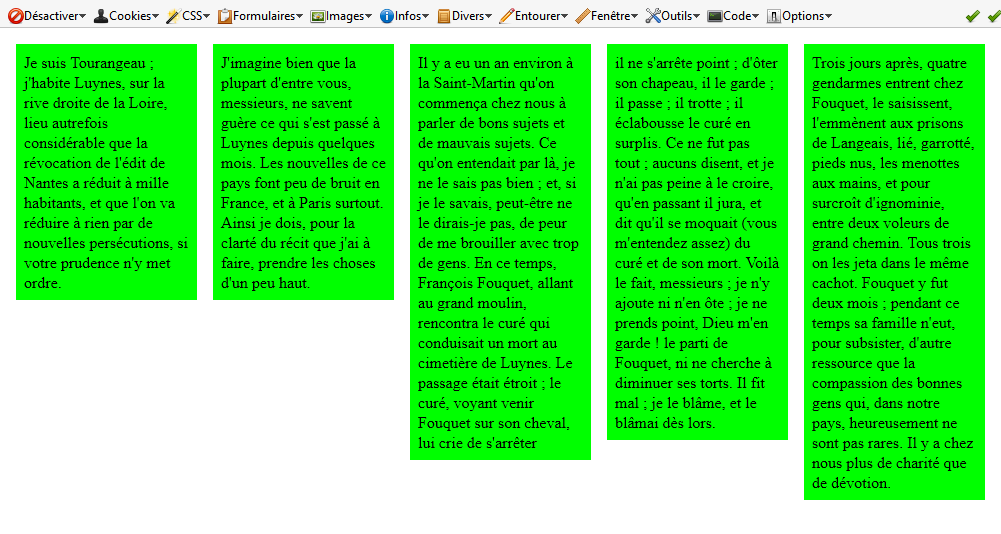 Désactiver Cookies CSS Formulaires Images Infos Divers Entourer Fenêtre Outils Code Options
Je suis Tourangeau ;
j'habite Luynes, sur la
rive droite de la Loire,
lieu autrefois
considérable que la
révocation de l'édit de
Nantes a réduit à mille
habitants, et que l'on va
réduire à rien par de
nouvelles persécutions, si
votre prudence n'y met
ordre.
J'imagine bien que la
plupart d'entre vous,
messieurs, ne savent
guère ce qui s'est passé à
Luynes depuis quelques
mois. Les nouvelles de ce
pays font peu de bruit en
France, et à Paris surtout.
Ainsi je dois, pour la
clarté du récit que j'ai à
faire, prendre les choses
d'un peu haut.
Il y a eu un an environ à
la Saint-Martin qu'on
commença chez nous à
parler de bons sujets et
de mauvais sujets. Ce
qu'on entendait par là, je
ne le sais pas bien ; et, si
je le savais, peut-être ne
le dirais-je pas, de peur
de me brouiller avec trop
de gens. En ce temps,
François Fouquet, allant
au grand moulin,
rencontra le curé qui
conduisait un mort au
cimetière de Luynes. Le
passage était étroit ; le
curé, voyant venir
Fouquet sur son cheval,
lui crie de s'arrêter
il ne s'arrête point ; d'ôter
son chapeau, il le garde ;
il passe ; il trotte ; il
éclabousse le curé en
surplis. Ce ne fut pas
tout ; aucuns disent, et je
n'ai pas peine à le croire,
qu'en passant il jura, et
dit qu'il se moquait (vous
m'entendez assez) du
curé et de son mort. Voilà
le fait, messieurs ; je n'y
ajoute ni n'en ôte ; je ne
prends point, Dieu m'en
garde ! le parti de
Fouquet, ni ne cherche à
diminuer ses torts. Il fit
mal ; je le blâme, et le
blâmai dès lors.
Trois jours après, quatre
gendarmes entrent chez
Fouquet, le saisissent,
l'emmènent aux prisons
de Langeais, lié, garrotté,
pieds nus, les menottes
aux mains, et pour
surcroît d'ignominie,
entre deux voleurs de
grand chemin. Tous trois
on les jeta dans le même
cachot. Fouquet y fut
deux mois ; pendant ce
temps sa famille n'eut,
pour subsister, d'autre
ressource que la
compassion des bonnes
gens qui, dans notre
pays, heureusement ne
sont pas rares. Il y a chez
nous plus de charité que
de dévotion.